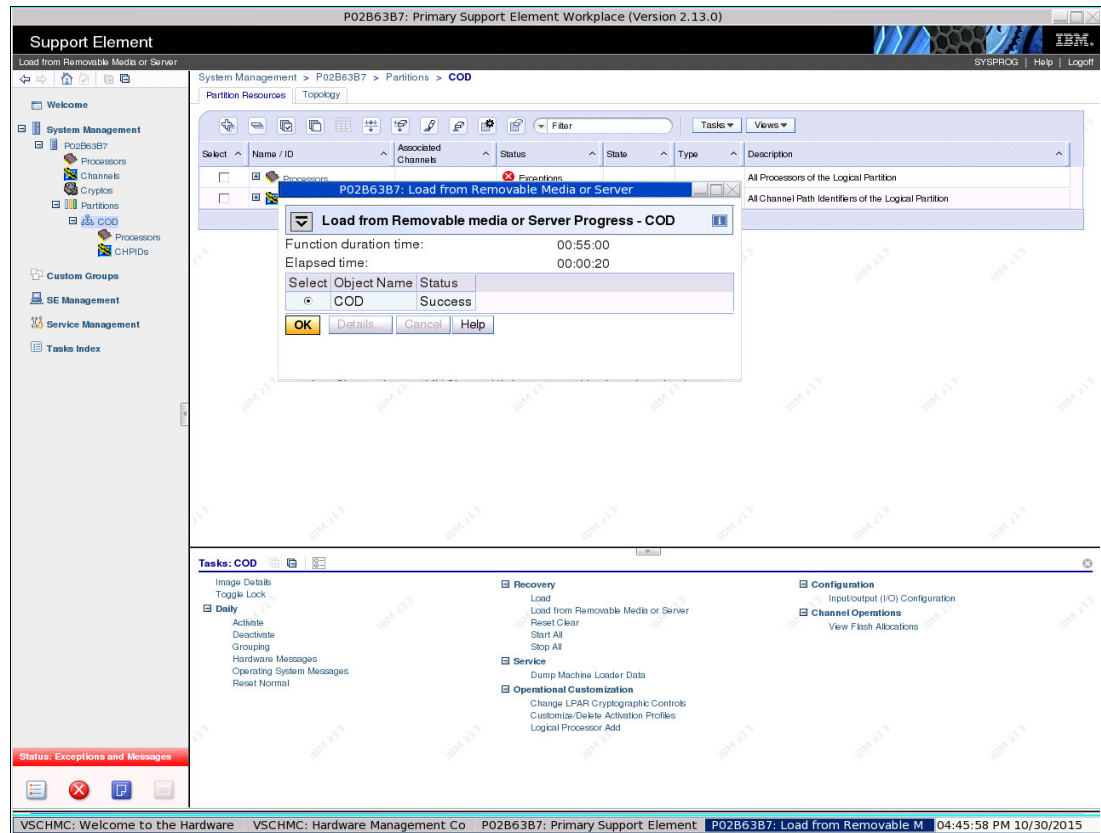 P02B63B7: Primary Support Element Workplace (Version 2.13.0)
Support Element
IBM.
Load from Removable Media or Server
SYSPROG | Help | Logoff
System Management > P02B63B7 > Partitions > COD
Partition Resources Topology
Welcome
System Management
P02B63B7
Processors
Channels
Cryptos
Partitions
COD
Processors
CHPIDs
Custom Groups
SE Management
Service Management
Tasks Index
Filter Tasks Views
Select Name / ID Associated Channels Status State Type Description
Processors Exceptions All Processors of the Logical Partition
All Channel Path Identifiers of the Logical Partition
P02B63B7: Load from Removable Media or Server
Load from Removable media or Server Progress - COD
Function duration time: 00:55:00
Elapsed time: 00:00:20
Select Object Name Status
COD Success
OK Details... Cancel Help
IBM z13
Tasks: COD
Image Details
Toggle Lock
Daily
Activate
Deactivate
Grouping
Hardware Messages
Operating System Messages
Reset Normal
Recovery
Load
Load from Removable Media or Server
Reset Clear
Start All
Stop All
Service
Dump Machine Loader Data
Operational Customization
Change LPAR Cryptographic Controls
Customize/Delete Activation Profiles
Logical Processor Add
Configuration
Input/output (I/O) Configuration
Channel Operations
View Flash Allocations
Status: Exceptions and Messages
VSCHMC: Welcome to the Hardware VSCHMC: Hardware Management Co P02B63B7: Primary Support Element P02B63B7: Load from Removable M 04:45:58 PM 10/30/2015